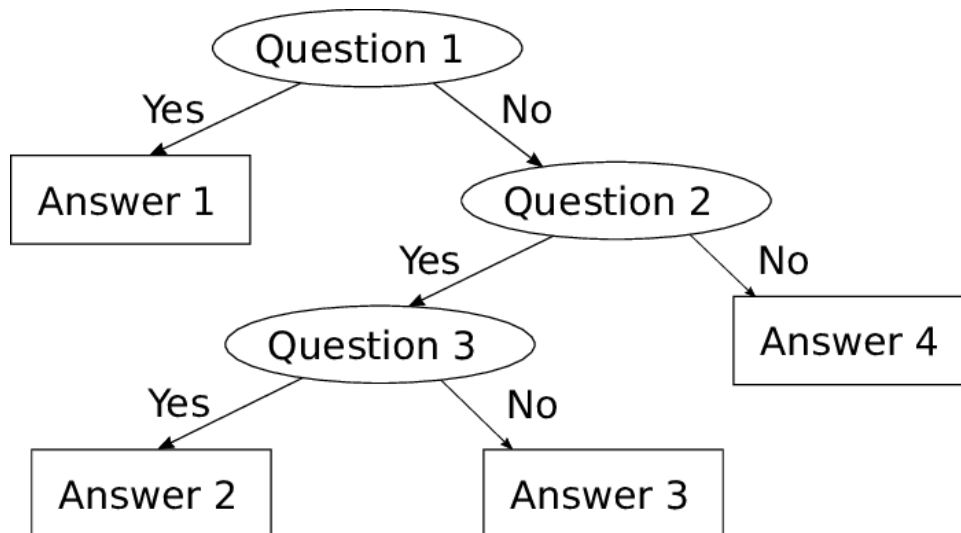 Question 1
Yes
No
Answer 1
Question 2
Yes
No
Question 3
Answer 4
Yes
No
Answer 2
Answer 3